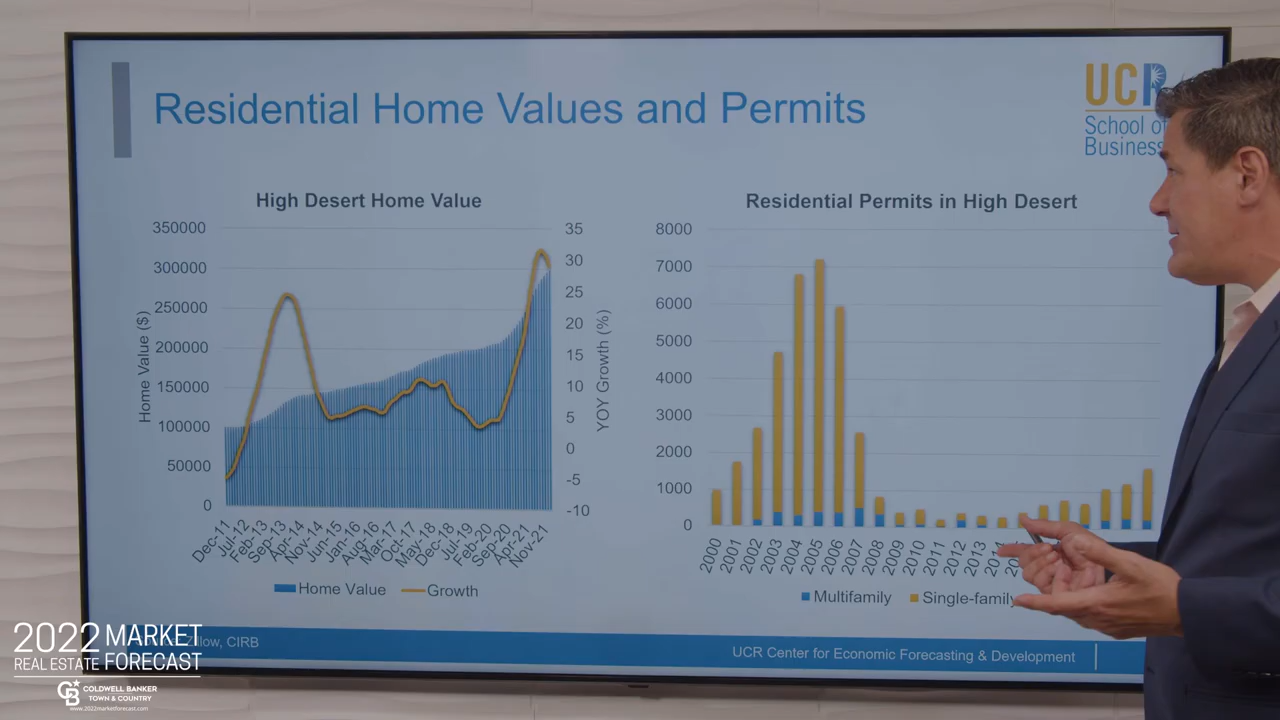 Residential Home Values and Permits
UCR
School of
Business
High Desert Home Value
350000
300000
250000
200000
150000
100000
50000
0
Home Value ($)
35
30
25
20
15
10
5
0
-5
-10
YOY Growth (%)
Dec-11
Jul-12
Feb-13
Sep-13
Apr-14
Nov-14
Jun-15
Jan-16
Aug-16
Mar-17
Oct-17
May-18
Dec-18
Jul-19
Feb-20
Sep-20
Apr-21
Nov-21
Home Value
Growth
Residential Permits in High Desert
8000
7000
6000
5000
4000
3000
2000
1000
0
2000
2001
2002
2003
2004
2005
2006
2007
2008
2009
2010
2011
2012
2013
2014
Multifamily
Single-family
Zillow, CIRB
UCR Center for Economic Forecasting & Development
2022 MARKET
REAL ESTATE FORECAST
CB
COLDWELL BANKER
TOWN & COUNTRY
www.2022marketforecast.com